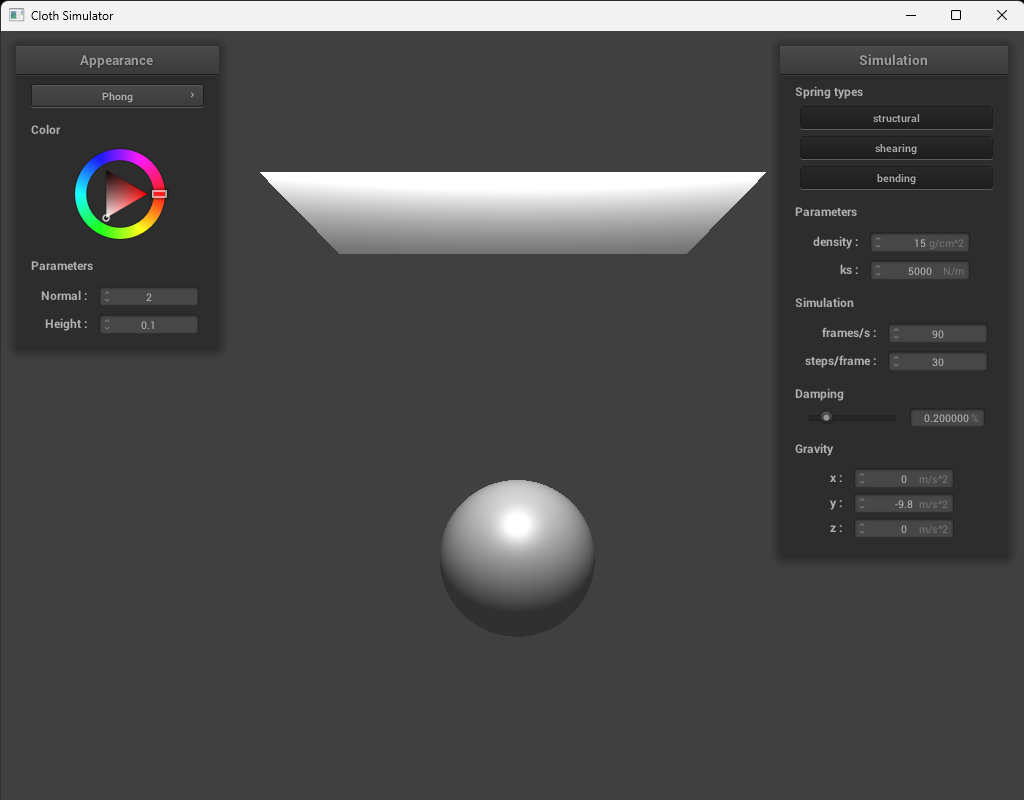 Cloth Simulator
Appearance
Phong
Color
Parameters
Normal : 2
Height : 0.1
Simulation
Spring types
structural
shearing
bending
Parameters
density : 15 g/cm^2
ks : 5000 N/m
Simulation
frames/s : 90
steps/frame : 30
Damping
0.200000 %
Gravity
x : 0 m/s^2
y : -9.8 m/s^2
z : 0 m/s^2